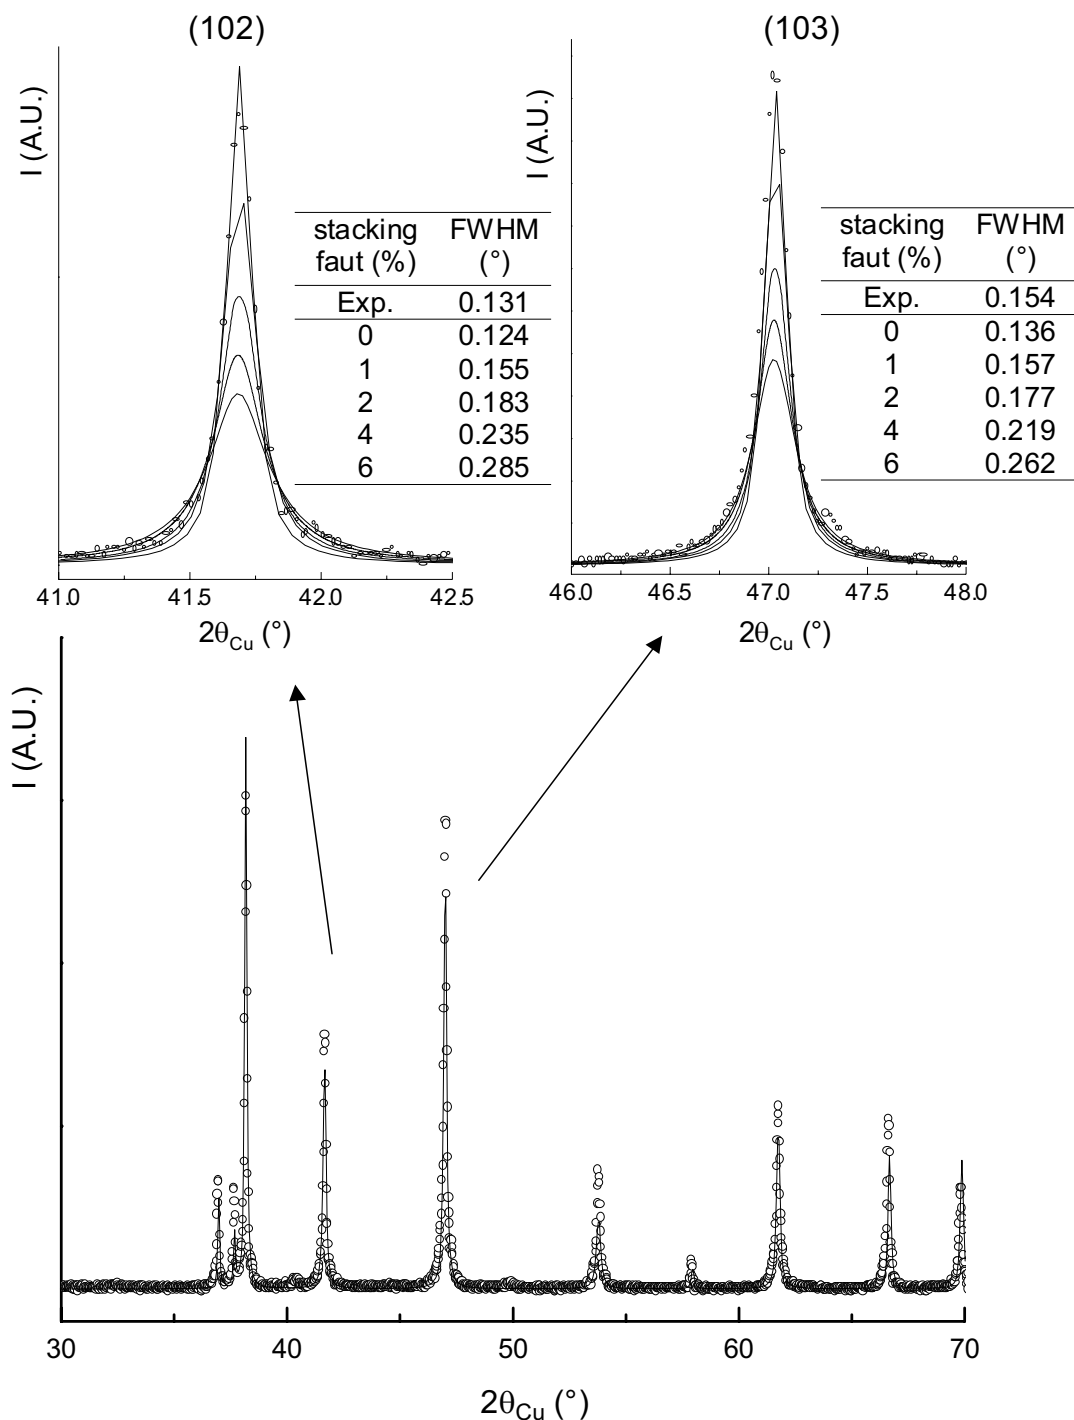 (102)
I (A.U.)
stacking FWHM
faut (%) (°)
Exp. 0.131
0 0.124
1 0.155
2 0.183
4 0.235
6 0.285
41.0 41.5 42.0 42.5
2θCu (°)
(103)
I (A.U.)
stacking FWHM
faut (%) (°)
Exp. 0.154
0 0.136
1 0.157
2 0.177
4 0.219
6 0.262
46.0 46.5 47.0 47.5 48.0
2θCu (°)
I (A.U.)
30 40 50 60 70
2θCu (°)